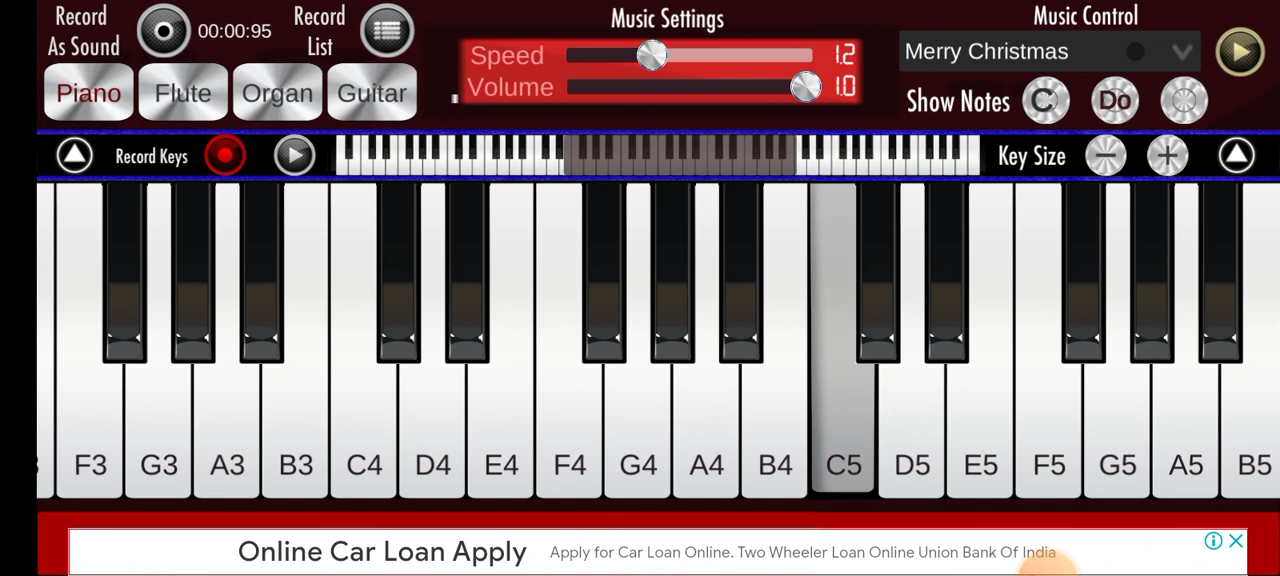 Record
As Sound
00:00:95
Record
List
Music Settings
Music Control
Speed 1.2
Volume 1.0
Merry Christmas
Piano Flute Organ Guitar
Show Notes C Do
Record Keys
Key Size
3 F3 G3 A3 B3 C4 D4 E4 F4 G4 A4 B4 C5 D5 E5 F5 G5 A5 B5
Online Car Loan Apply
Apply for Car Loan Online. Two Wheeler Loan Online Union Bank Of India